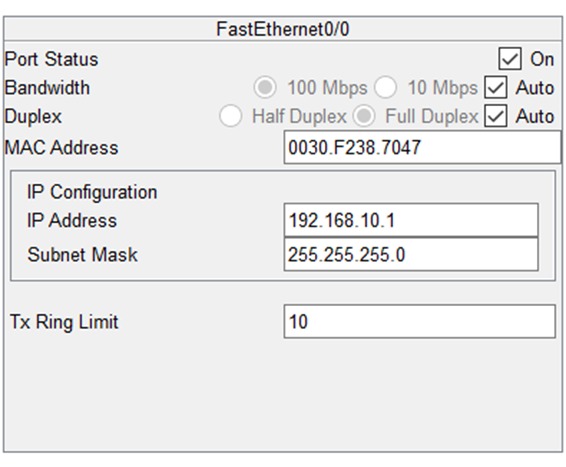 FastEthernet0/0
Port Status On
Bandwidth 100 Mbps 10 Mbps Auto
Duplex Half Duplex Full Duplex Auto
MAC Address 0030.F238.7047
IP Configuration
IP Address 192.168.10.1
Subnet Mask 255.255.255.0
Tx Ring Limit 10